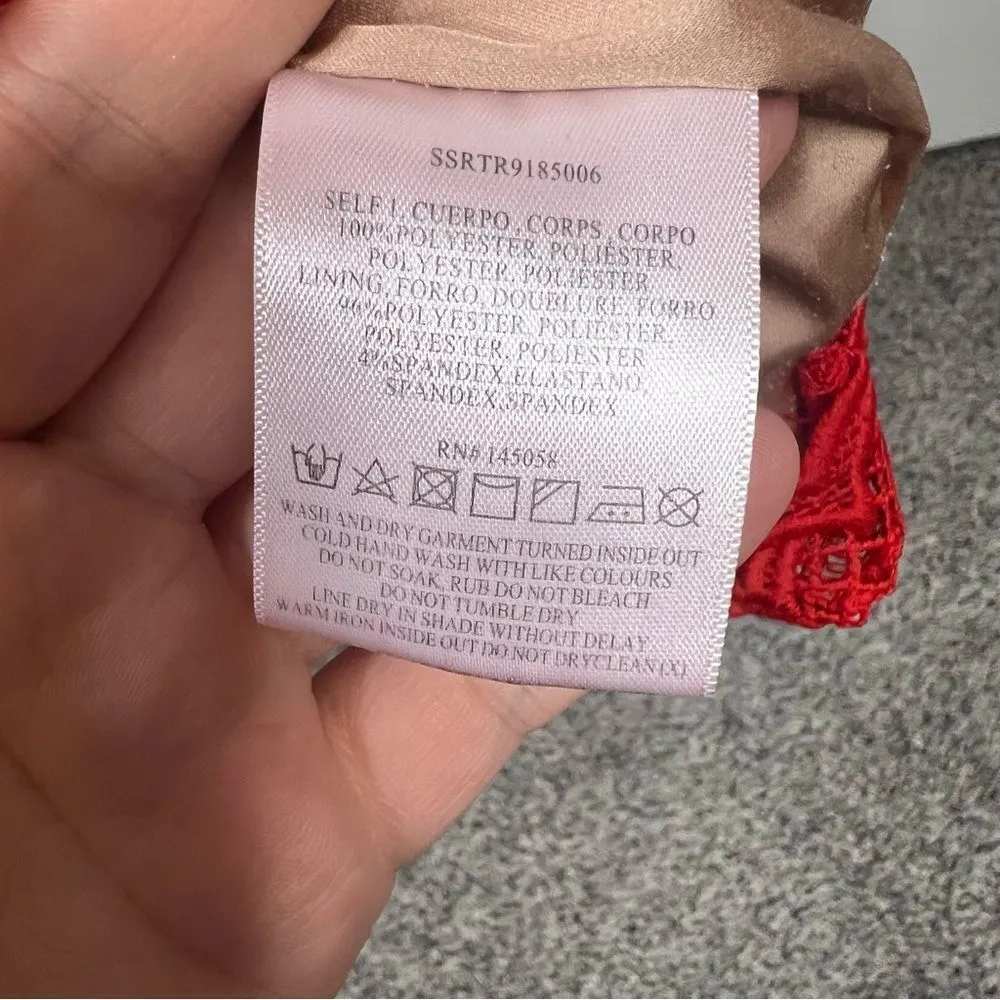 SSRTR9185006
SELF 1, CUERPO, CORPS, CORPO
100%POLYESTER, POLIÉSTER,
POLYESTER, POLIÉSTER
LINING, FORRO, DOUBLURE, FORRO
96%POLYESTER, POLIÉSTER,
POLYESTER, POLIÉSTER
4%SPANDEX,ELASTANO,
SPANDEX,SPANDEX
RN# 145058
WASH AND DRY GARMENT TURNED INSIDE OUT
COLD HAND WASH WITH LIKE COLOURS
DO NOT SOAK, RUB DO NOT BLEACH
DO NOT TUMBLE DRY
LINE DRY IN SHADE WITHOUT DELAY
WARM IRON INSIDE OUT DO NOT DRYCLEAN (X)